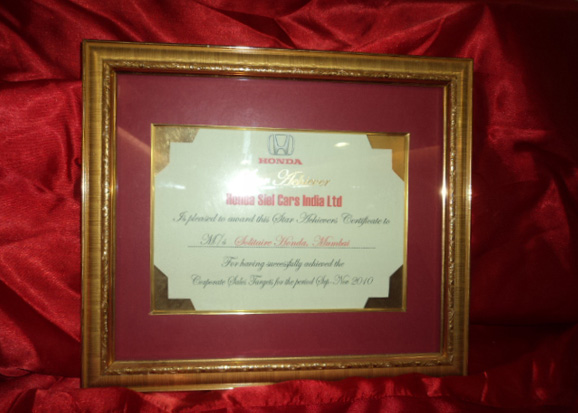 HONDA
Star Achiever
Honda Siel Cars India Ltd
Is pleased to award this Star Achievers Certificate to
M/s Solitaire Honda, Mumbai
For having successfully achieved the
Corporate Sales Targets for the period Sep-Nov 2010